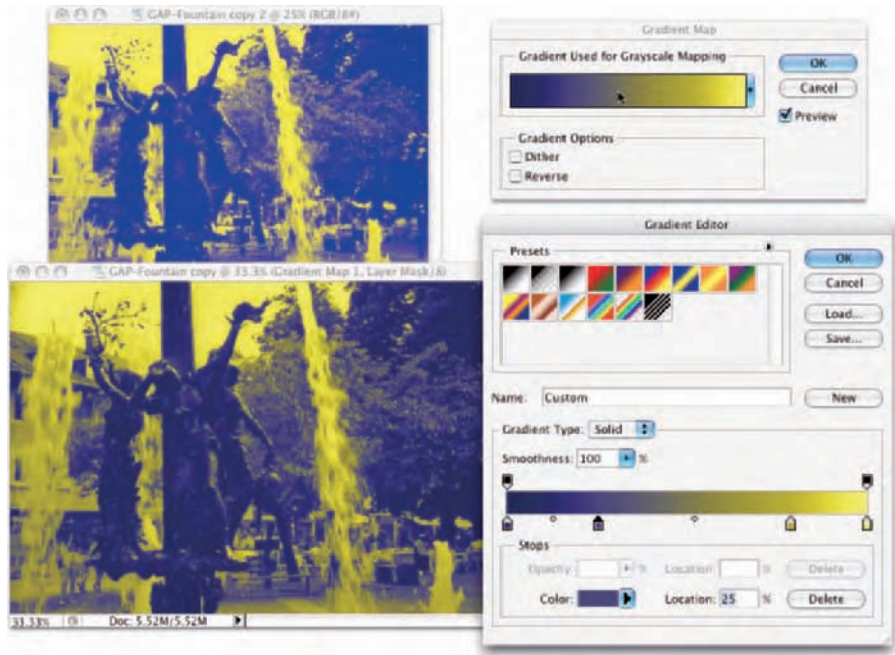 GAP-Fountain copy 2 @ 25% (RGB/8#)
GAP-Fountain copy @ 33.3% (Gradient Map 1, Layer Mask/8)
33.33%
Doc: 5.52M/5.52M
Gradient Map
Gradient Used for Grayscale Mapping
OK
Cancel
Preview
Gradient Options
Dither
Reverse
Gradient Editor
Presets
OK
Cancel
Load...
Save...
Name: Custom
New
Gradient Type: Solid
Smoothness: 100 %
Stops
Opacity: % Location: % Delete
Color: Location: 25 % Delete